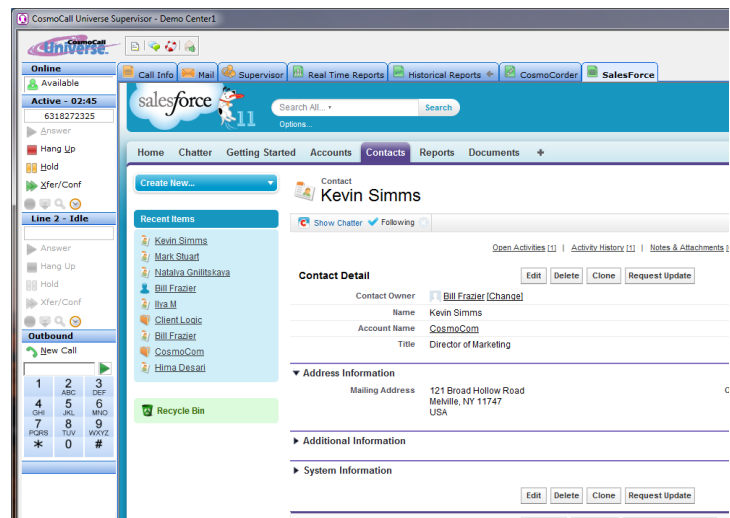 CosmoCall Universe Supervisor - Demo Center1
CosmoCall
Universe.
Online
Available
Active - 02:45
6318272325
Answer
Hang Up
Hold
Xfer/Conf
Line 2 - Idle
Answer
Hang Up
Hold
Xfer/Conf
Outbound
New Call
1 2 ABC 3 DEF
4 GHI 5 JKL 6 MNO
7 PQRS 8 TUV 9 WXYZ
* 0 #
Call Info Mail Supervisor Real Time Reports Historical Reports CosmoCorder SalesForce
salesforce 11
Search All... Search
Options...
Home Chatter Getting Started Accounts Contacts Reports Documents +
Create New...
Recent Items
Kevin Simms
Mark Stuart
Natalya Gnilitskaya
Bill Frazier
Ilya M
Client Logic
Bill Frazier
CosmoCom
Hima Desari
Recycle Bin
Contact
Kevin Simms
Show Chatter Following
Open Activities [1] | Activity History [1] | Notes & Attachments
Contact Detail Edit Delete Clone Request Update
Contact Owner Bill Frazier [Change]
Name Kevin Simms
Account Name CosmoCom
Title Director of Marketing
Address Information
Mailing Address 121 Broad Hollow Road
Melville, NY 11747
USA
Additional Information
System Information
Edit Delete Clone Request Update